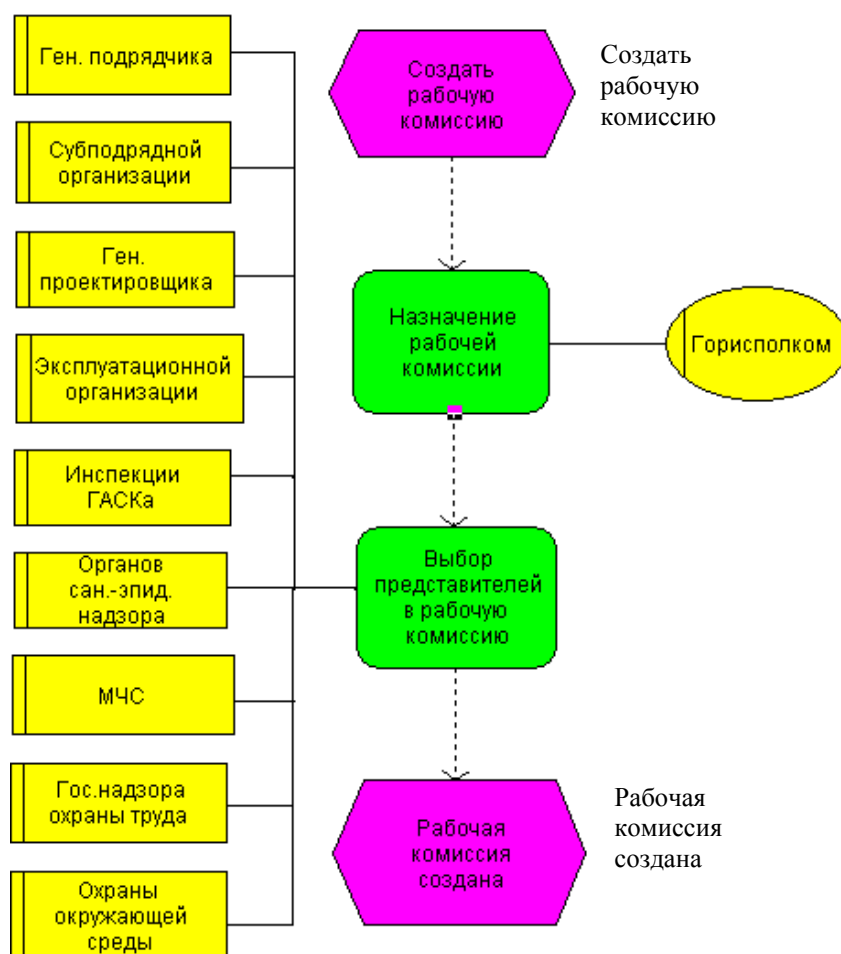 Ген. подрядчика
Субподрядной
организации
Ген.
проектировщика
Эксплуатационной
организации
Инспекции
ГАСКа
Органов
сан.-эпид.
надзора
МЧС
Гос.надзора
охраны труда
Охраны
окружающей
среды
Создать
рабочую
комиссию
Создать
рабочую
комиссию
Назначение
рабочей
комиссии
Горисполком
Выбор
представителей
в рабочую
комиссию
Рабочая
комиссия
создана
Рабочая
комиссия
создана